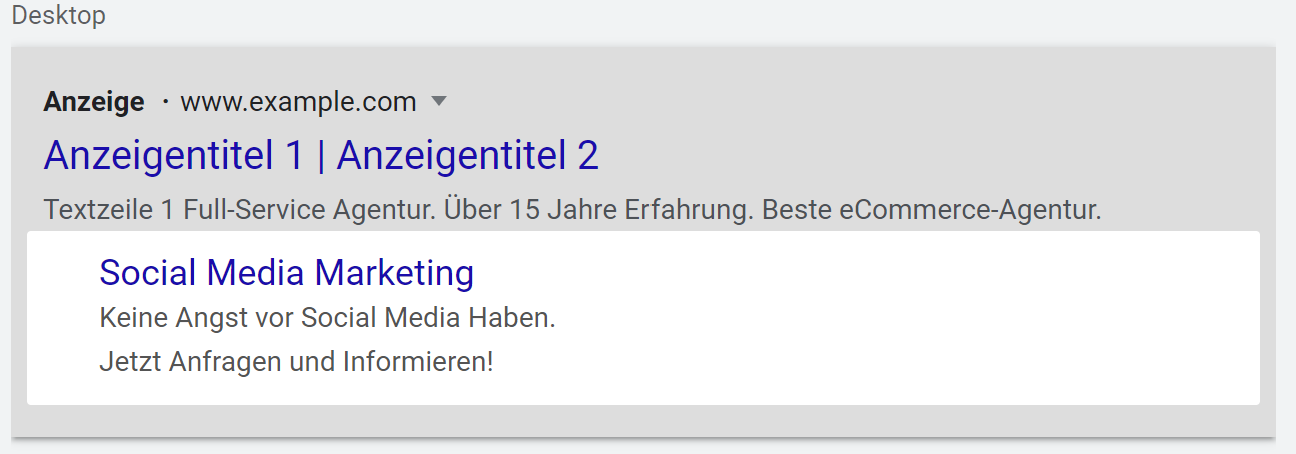 Desktop
Anzeige · www.example.com
Anzeigentitel 1 | Anzeigentitel 2
Textzeile 1 Full-Service Agentur. Über 15 Jahre Erfahrung. Beste eCommerce-Agentur.
Social Media Marketing
Keine Angst vor Social Media Haben.
Jetzt Anfragen und Informieren!